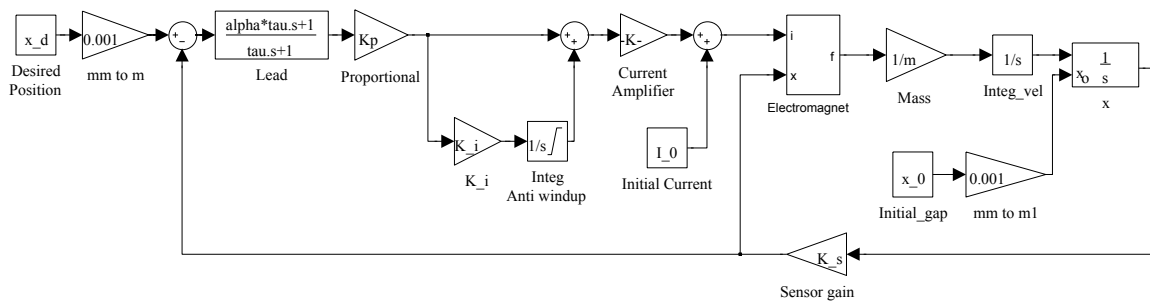 x_d
Desired
Position
0.001
mm to m
+
−
alpha*tau.s+1
tau.s+1
Lead
Kp
Proportional
K_i
K_i
1/s
Integ
Anti windup
+
+
-K-
Current
Amplifier
+
+
I_0
Initial Current
i
x
f
Electromagnet
1/m
Mass
1/s
Integ_vel
xo
1
s
x
x_0
Initial_gap
0.001
mm to m1
K_s
Sensor gain